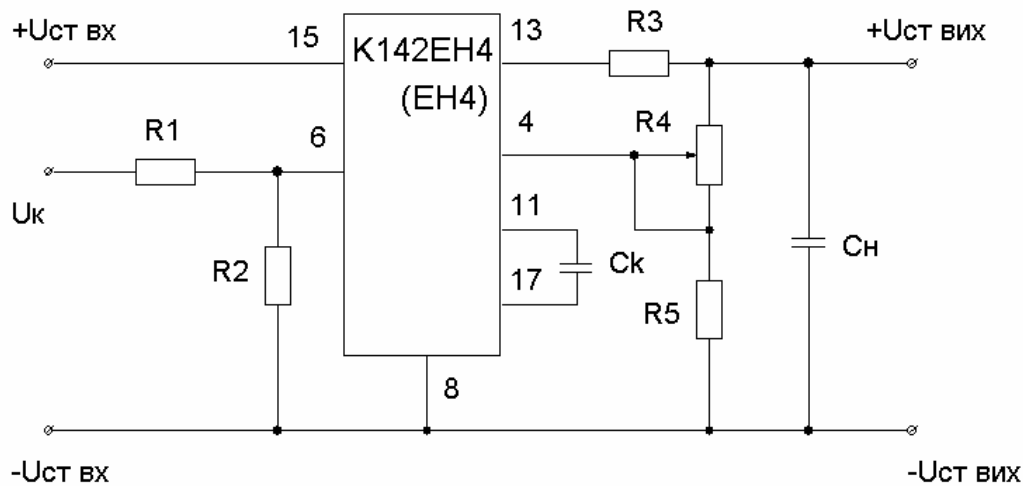 +Uст вх
15
К142ЕН4
(ЕН4)
13
R3
+Uст вих
R1
6
4
R4
Uк
R2
11
Ck
17
Cн
R5
8
-Uст вх
-Uст вих